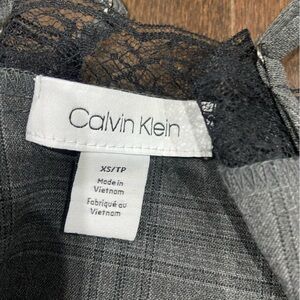 Calvin Klein
XS/TP
Made in
Vietnam
Fabriqué au
Vietnam